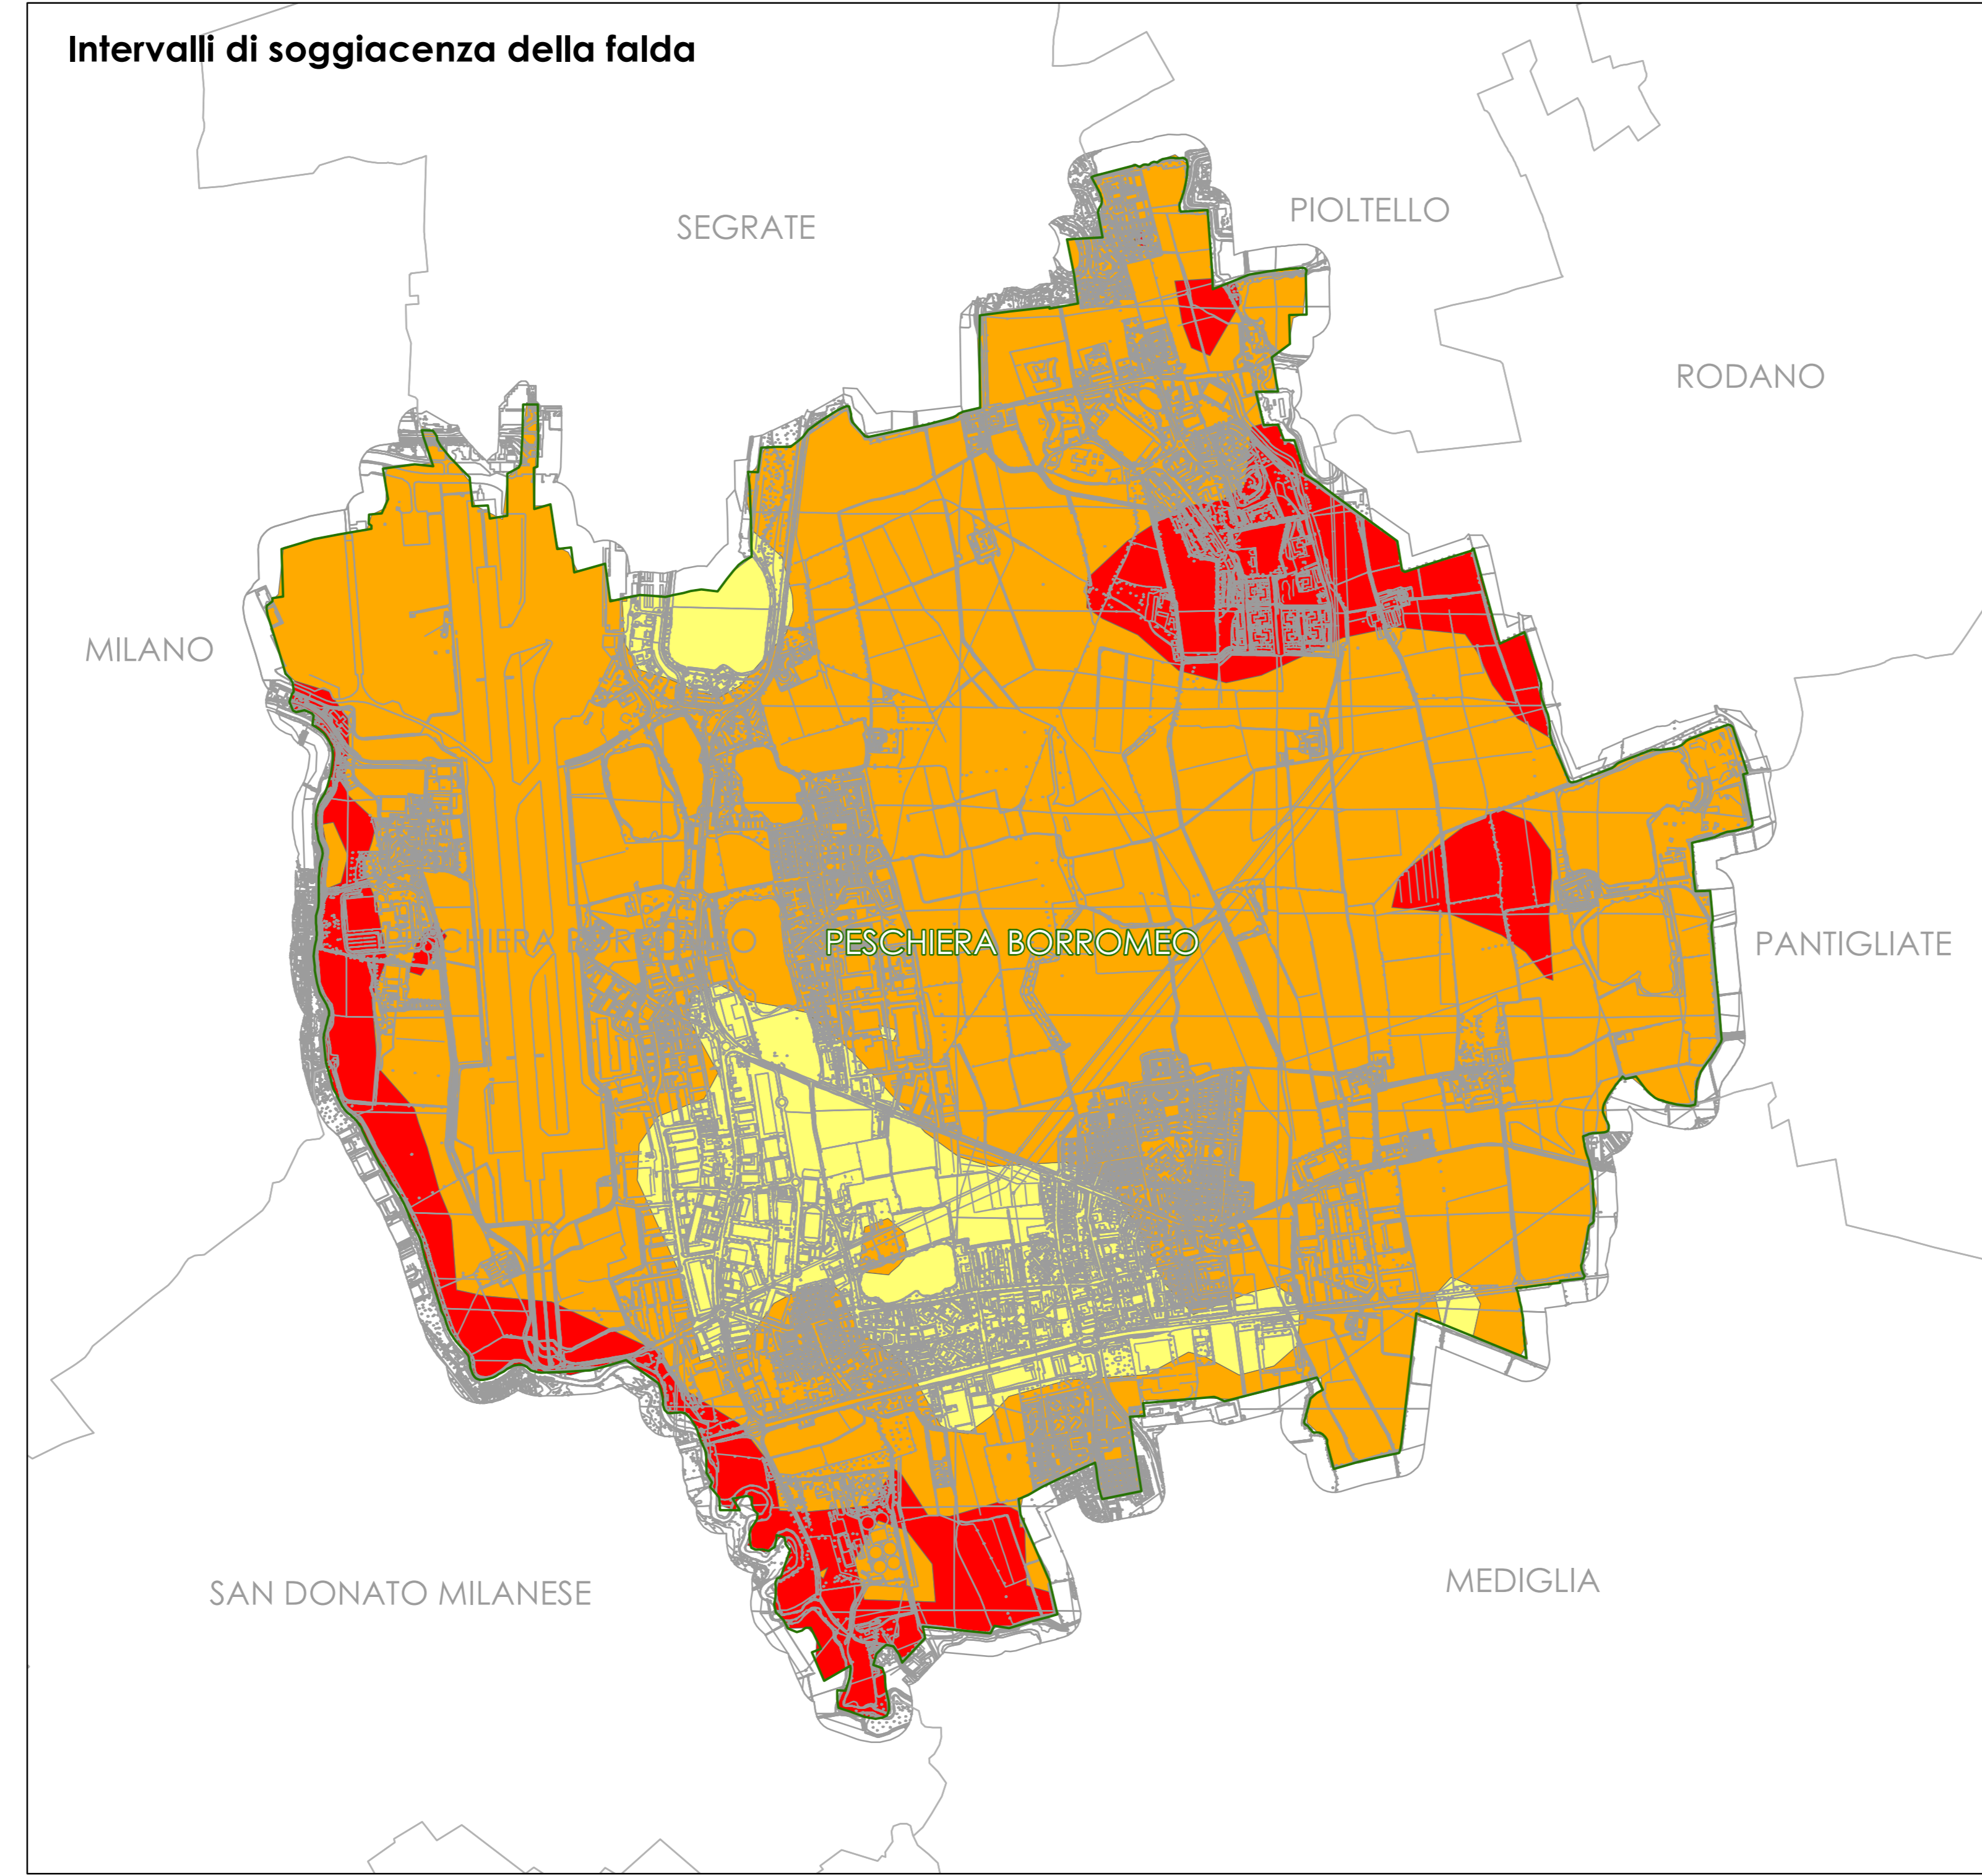 Intervalli di soggiacenza della falda
SEGRATE
PIOLTELLO
RODANO
MILANO
PESCHIERA BORROMEO
PANTIGLIATE
SAN DONATO MILANESE
MEDIGLIA